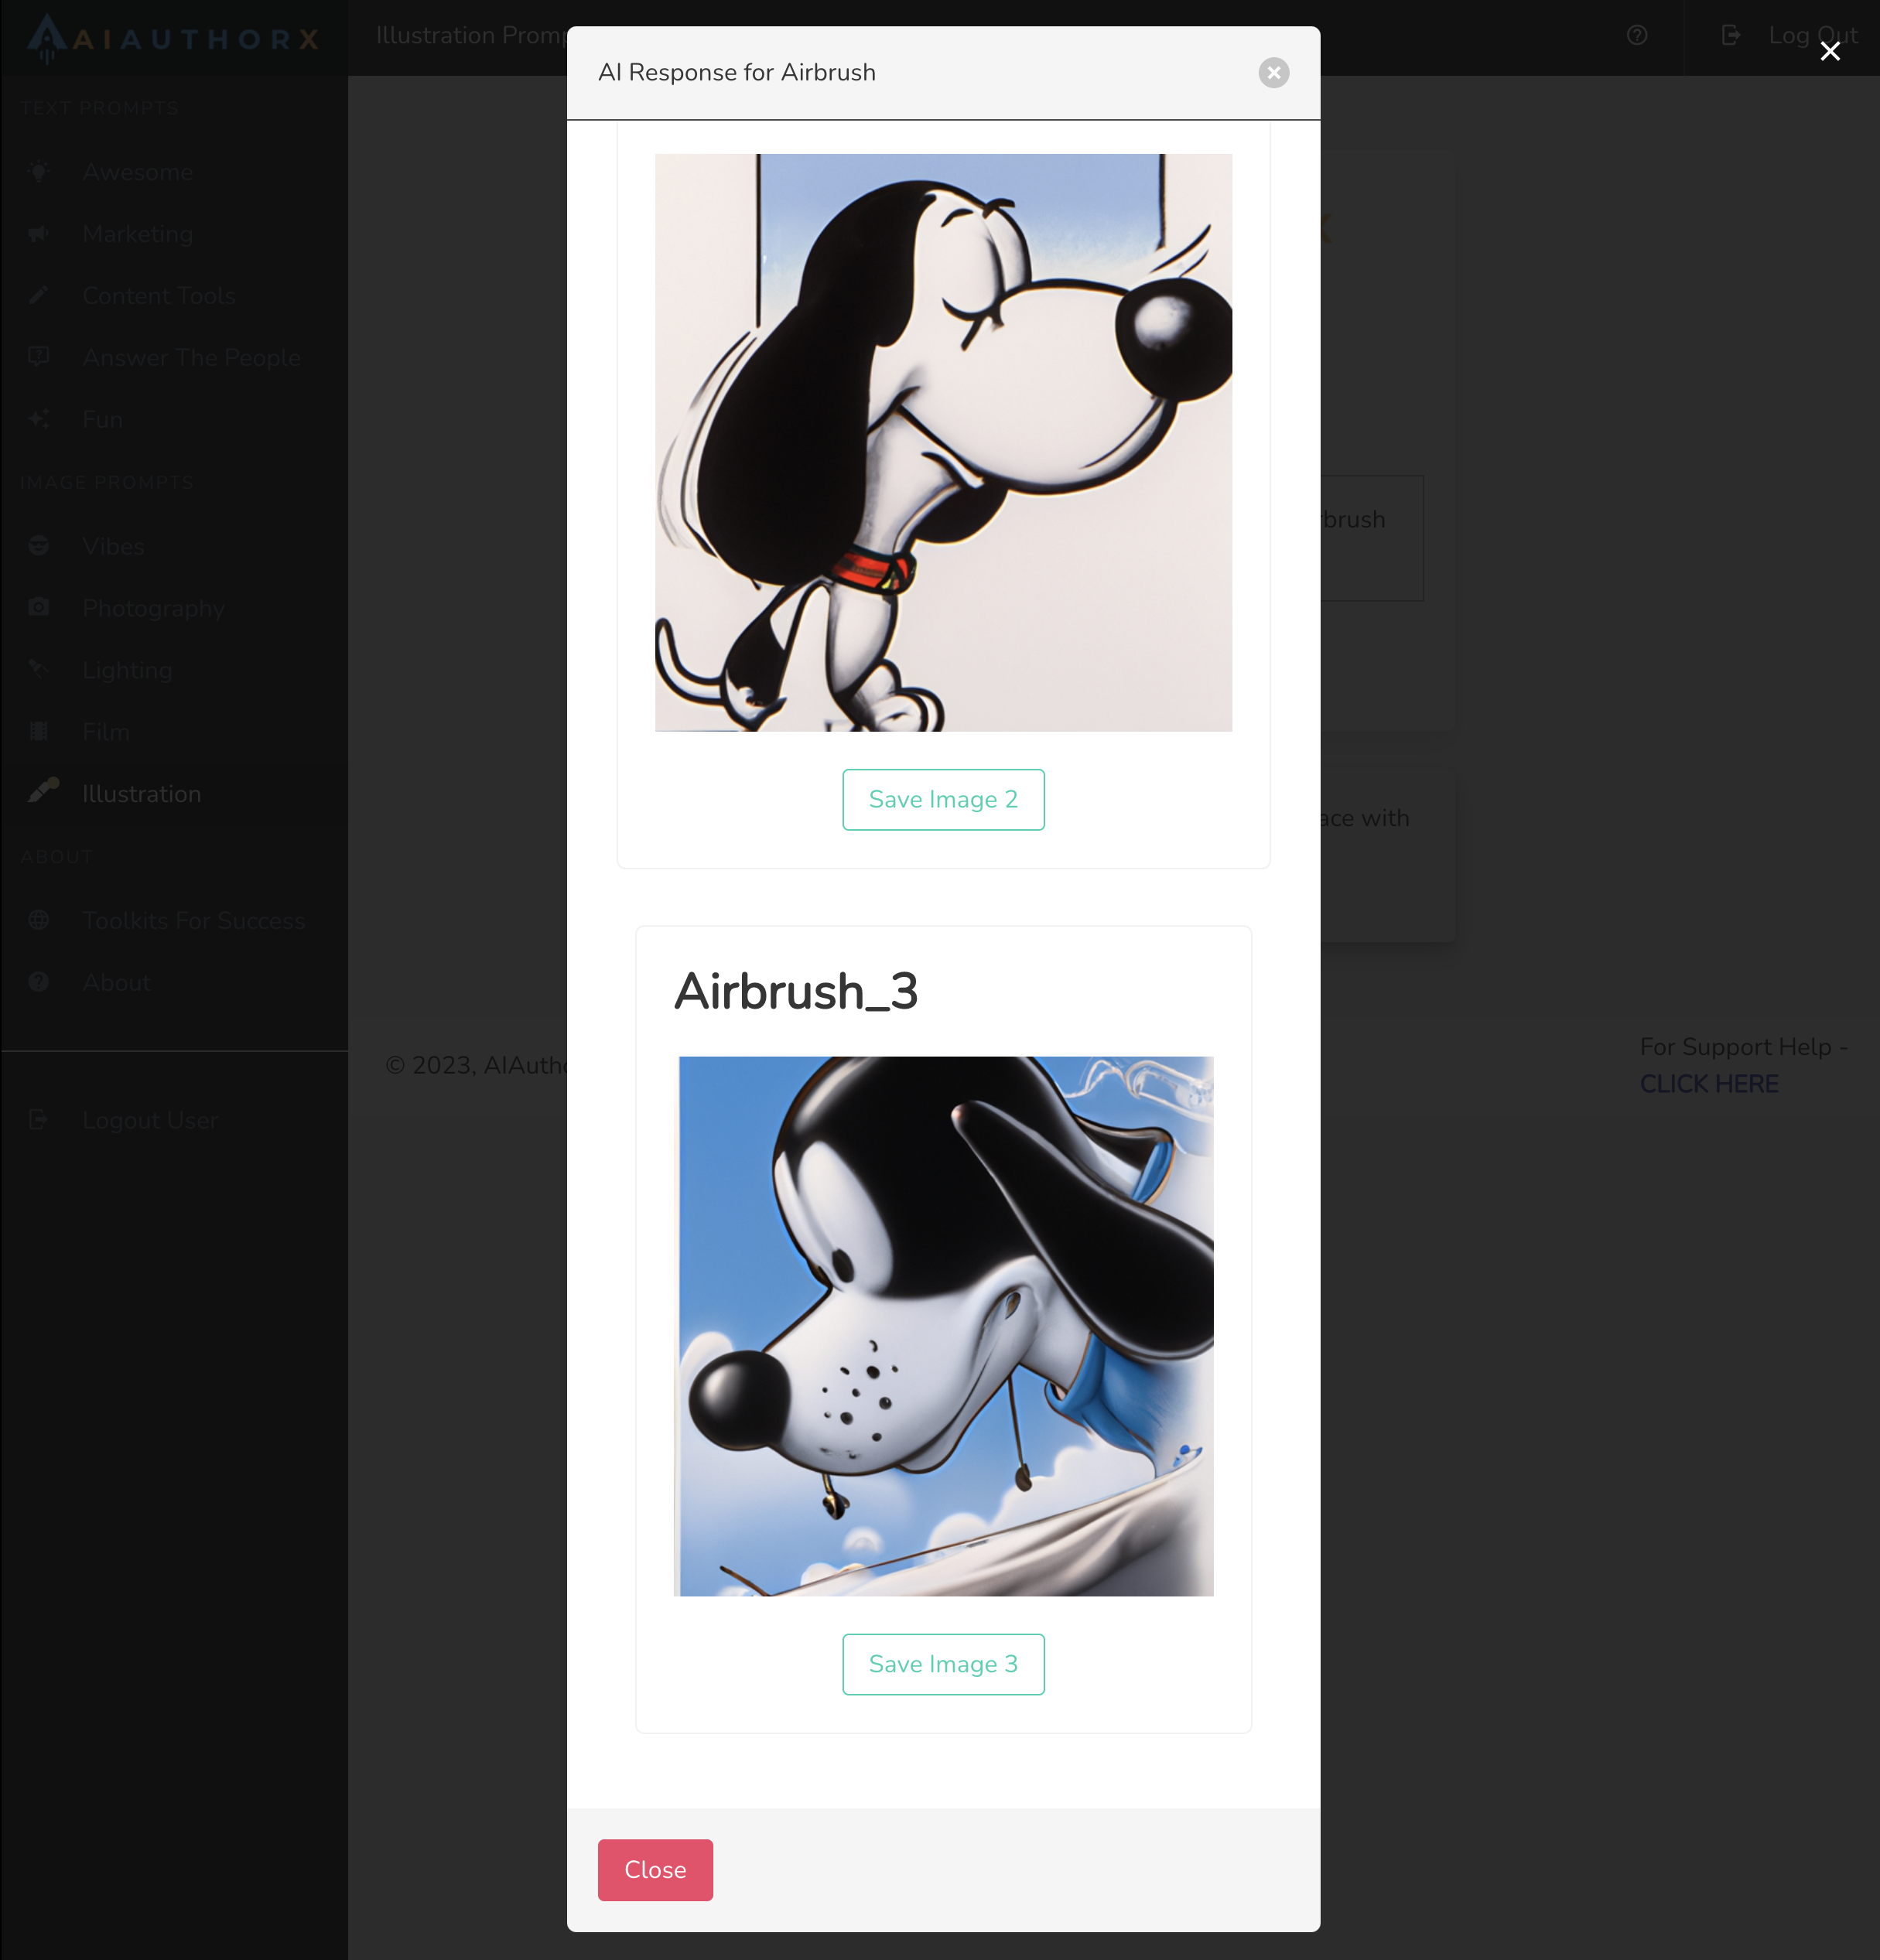 AIAUTHORX
Illustration Promp
Log Out
TEXT PROMPTS
Awesome
Marketing
Content Tools
Answer The People
Fun
IMAGE PROMPTS
Vibes
Photography
Lighting
Film
Illustration
ABOUT
Toolkits For Success
About
Logout User
AI Response for Airbrush
Save Image 2
Airbrush_3
Save Image 3
Close
rbrush
ace with
© 2023, AIAutho
For Support Help -
CLICK HERE